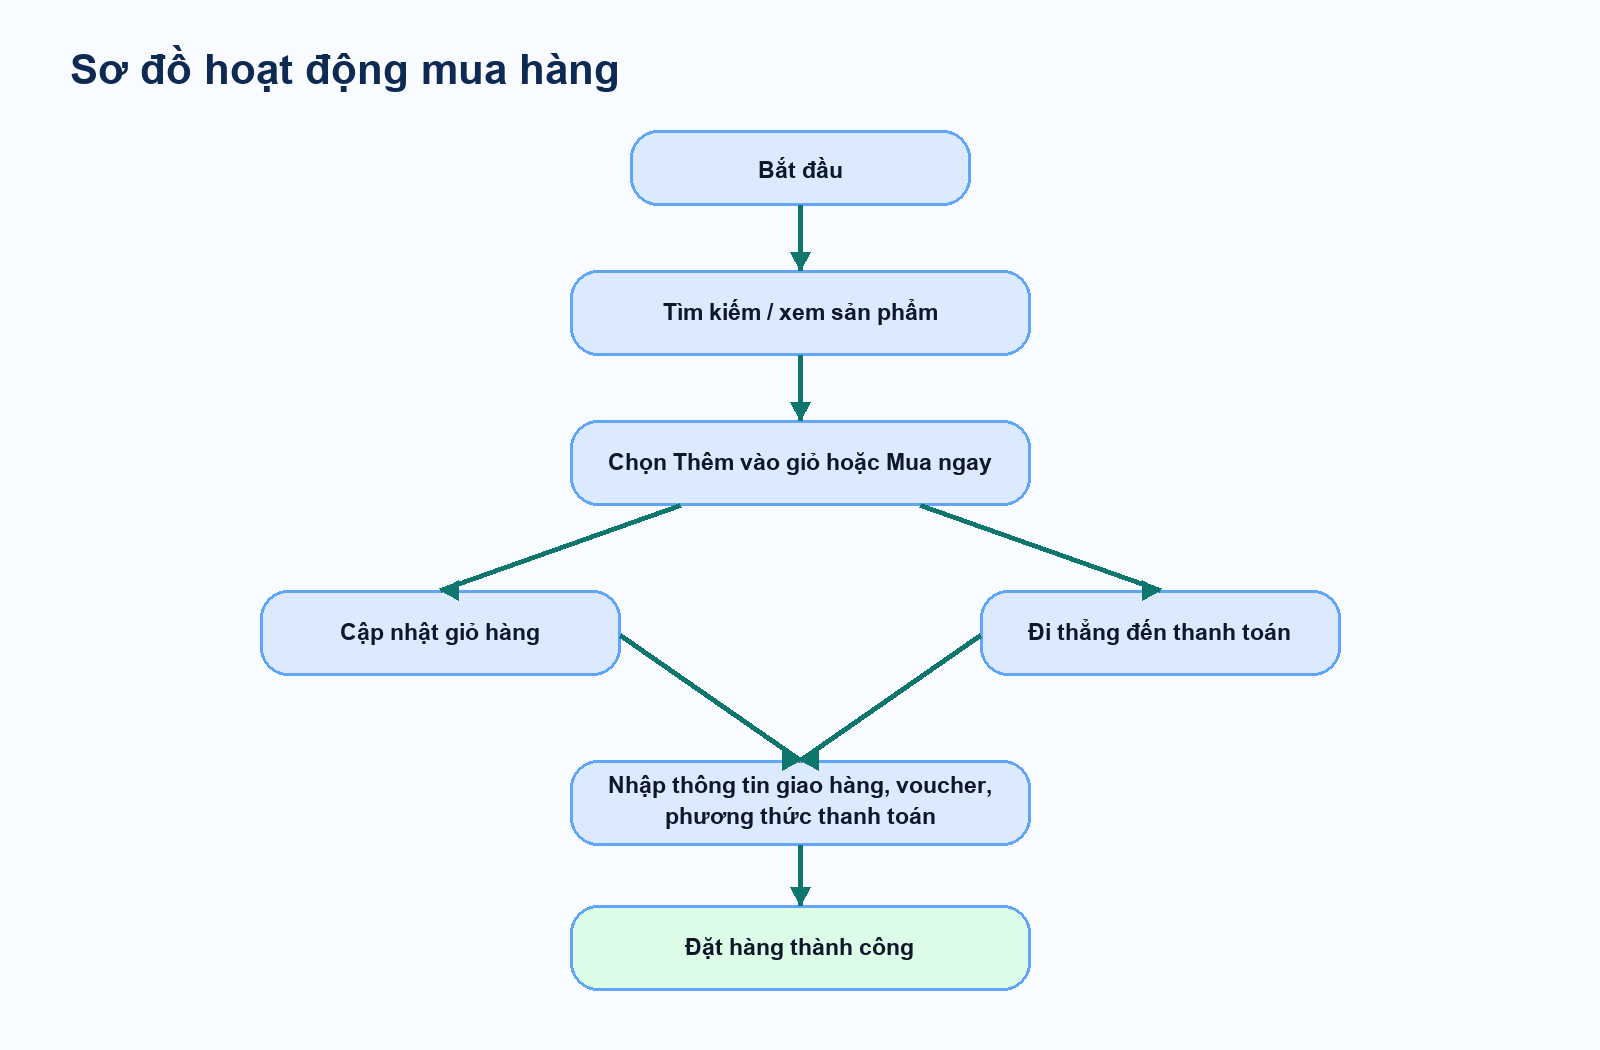 Sơ đồ hoạt động mua hàng
Bắt đầu
Tìm kiếm / xem sản phẩm
Chọn Thêm vào giỏ hoặc Mua ngay
Cập nhật giỏ hàng
Đi thẳng đến thanh toán
Nhập thông tin giao hàng, voucher,
phương thức thanh toán
Đặt hàng thành công